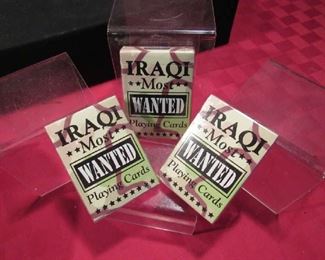 IRAQI
Most
WANTED
Playing Cards
IRAQI
Most
WANTED
Playing Cards
IRAQI
Most
WANTED
Playing Cards